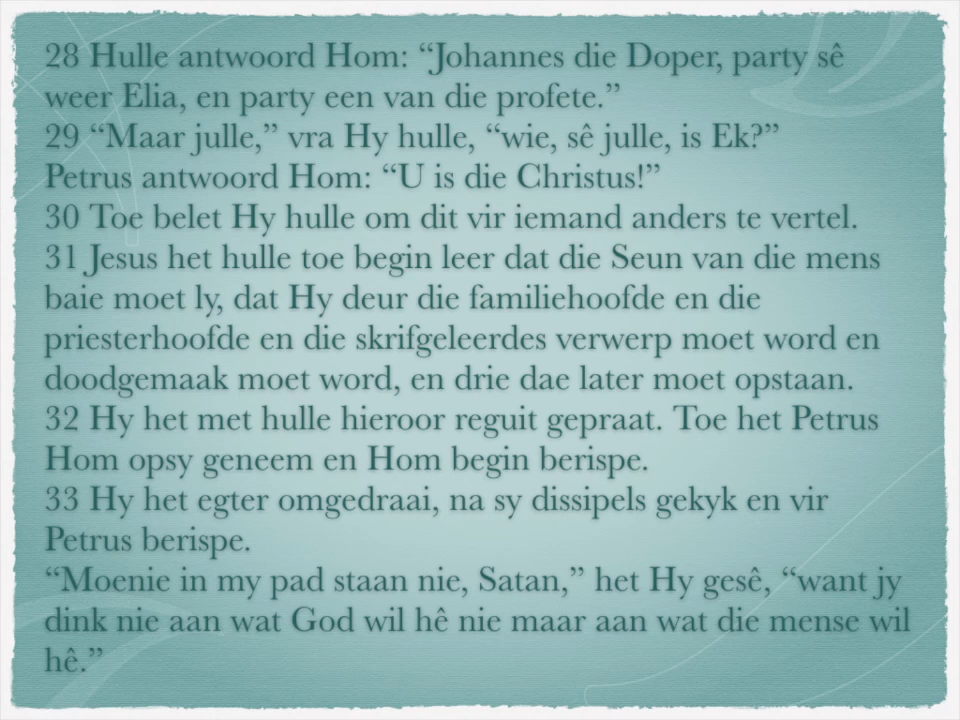 28 Hulle antwoord Hom: “Johannes die Doper, party sê
weer Elia, en party een van die profete.”
29 “Maar julle,” vra Hy hulle, “wie, sê julle, is Ek?”
Petrus antwoord Hom: “U is die Christus!”
30 Toe belet Hy hulle om dit vir iemand anders te vertel.
31 Jesus het hulle toe begin leer dat die Seun van die mens
baie moet ly, dat Hy deur die familiehoofde en die
priesterhoofde en die skrifgeleerdes verwerp moet word en
doodgemaak moet word, en drie dae later moet opstaan.
32 Hy het met hulle hieroor reguit gepraat. Toe het Petrus
Hom opsy geneem en Hom begin berispe.
33 Hy het egter omgedraai, na sy dissipels gekyk en vir
Petrus berispe.
“Moenie in my pad staan nie, Satan,” het Hy gesê, “want jy
dink nie aan wat God wil hê nie maar aan wat die mense wil
hê.”